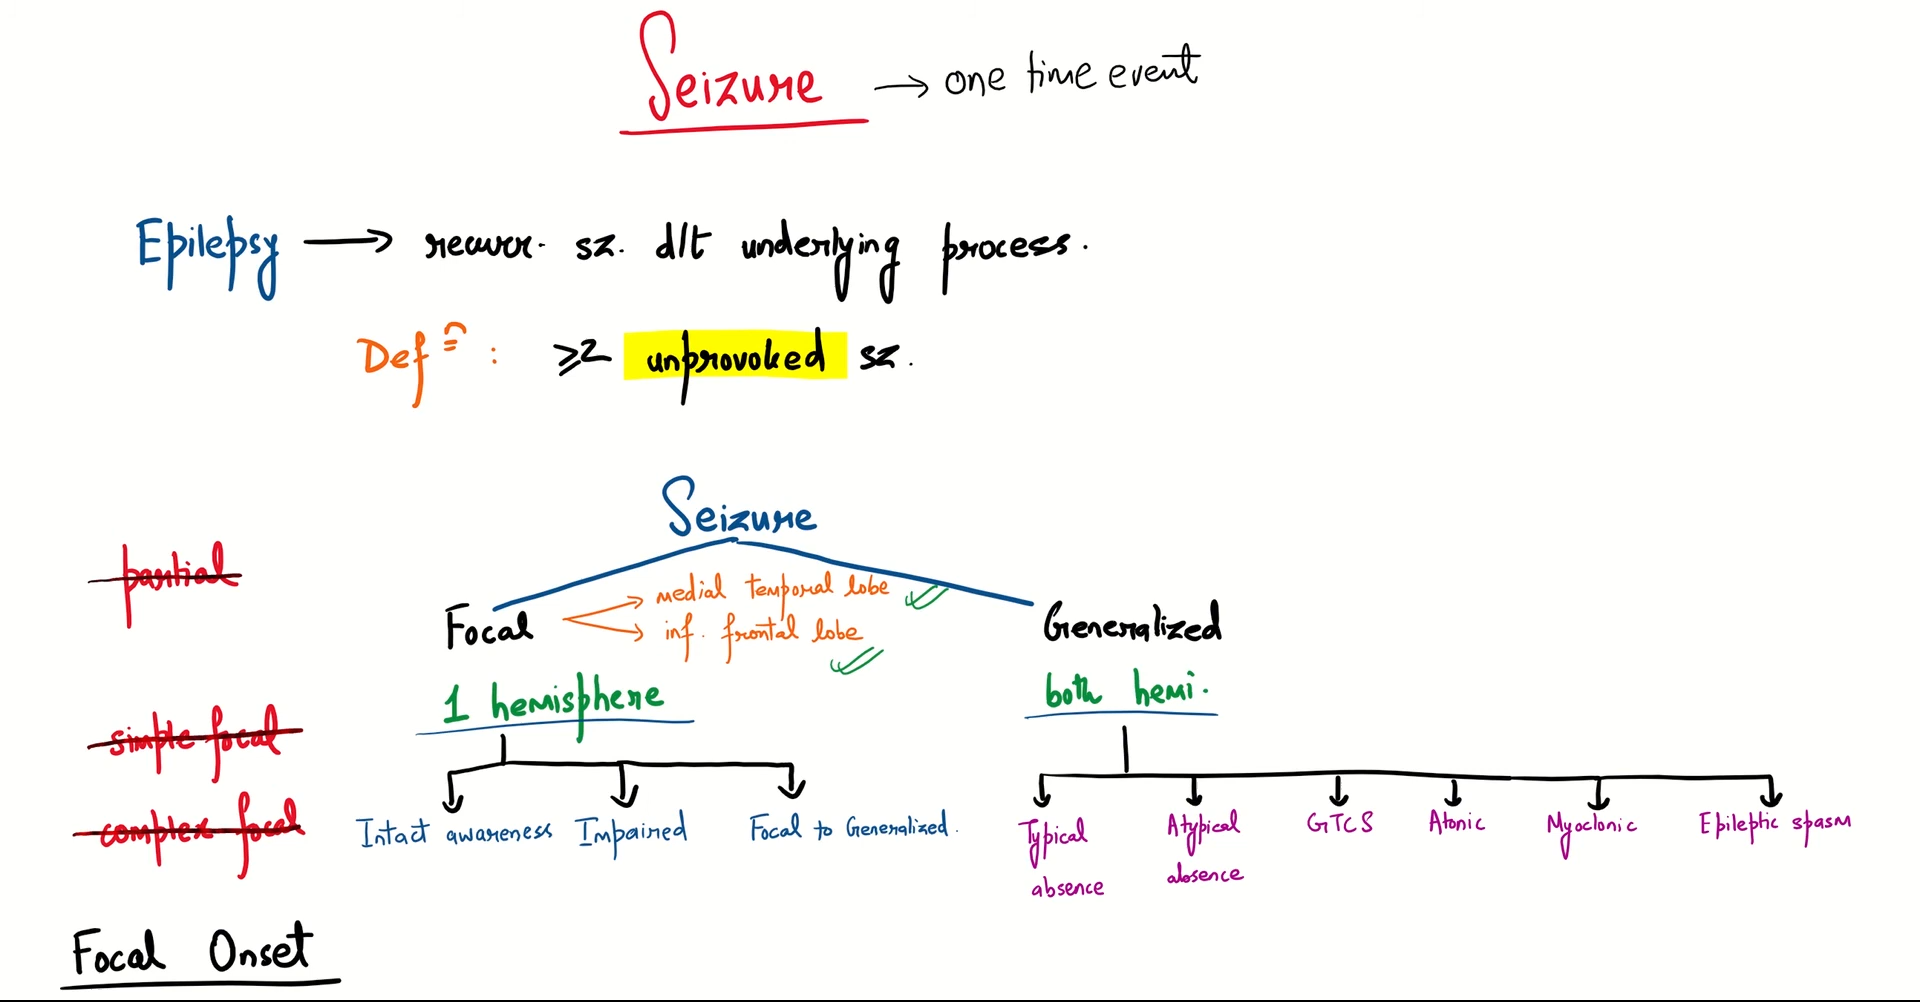 Seizure → one time event
Epilepsy → recurr. sz. d/t underlying process.
Def n : ≥2 unprovoked sz.
Seizure
partial
Focal → medial temporal lobe
→ inf. frontal lobe
Generalized
1 hemisphere
both hemi.
simple focal
complex focal
Intact awareness Impaired Focal to Generalized.
Typical absence
Atypical absence
GTCS
Atonic
Myoclonic
Epileptic spasm
Focal Onset